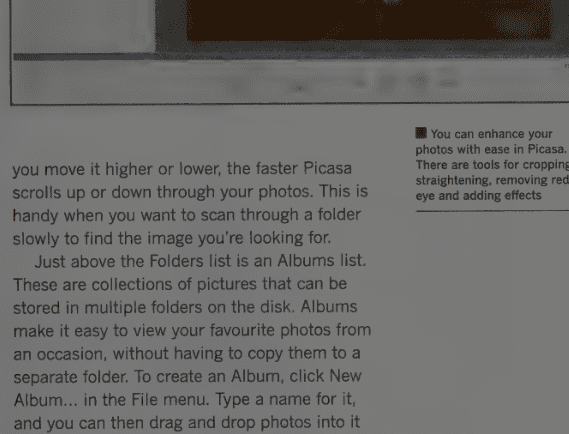 you move it higher or lower, the faster Picasa
scrolls up or down through your photos. This is
handy when you want to scan through a folder
slowly to find the image you're looking for.
Just above the Folders list is an Albums list.
These are collections of pictures that can be
stored in multiple folders on the disk. Albums
make it easy to view your favourite photos from
an occasion, without having to copy them to a
separate folder. To create an Album, click New
Album... in the File menu. Type a name for it,
and you can then drag and drop photos into it
You can enhance your
photos with ease in Picasa.
There are tools for cropping
straightening, removing red
eye and adding effects